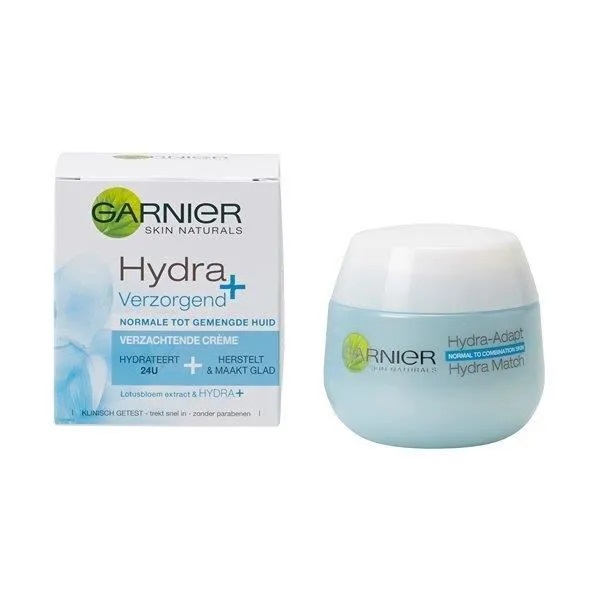 GARNIER
SKIN NATURALS
Hydra+
Verzorgend
NORMALE TOT GEMENGDE HUID
VERZACHTENDE CRÈME
HYDRATEERT
24U
+
HERSTELT
& MAAKT GLAD
Lotusbloem extract & HYDRA+
KLINISCH GETEST - trekt snel in - zonder parabenen
GARNIER
SKIN NATURALS
Hydra-Adapt
NORMAL TO COMBINATION SKIN
Hydra Match